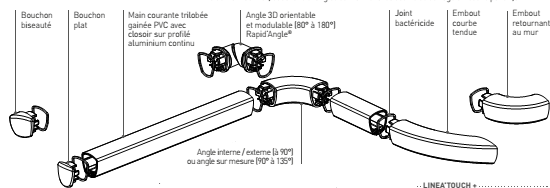 Bouchon
biseauté
Bouchon
plat
Main courante trilobée
gainée PVC avec
closoir sur profilé
aluminium continu
Angle 3D orientable
et modulable (80° à 180°)
Rapid'Angle®
Joint
bactéricide
Embout
courbe
tendue
Embout
retournant
au mur
Angle interne / externe (à 90°)
ou angle sur mesure (90° à 135°)
LINEA'TOUCH +